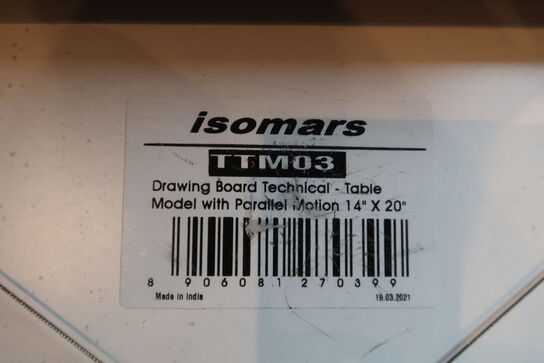 isomars
TTM03
Drawing Board Technical - Table
Model with Parallel Motion 14" X 20"
8 906081 270399
Made in India 19.03.2021